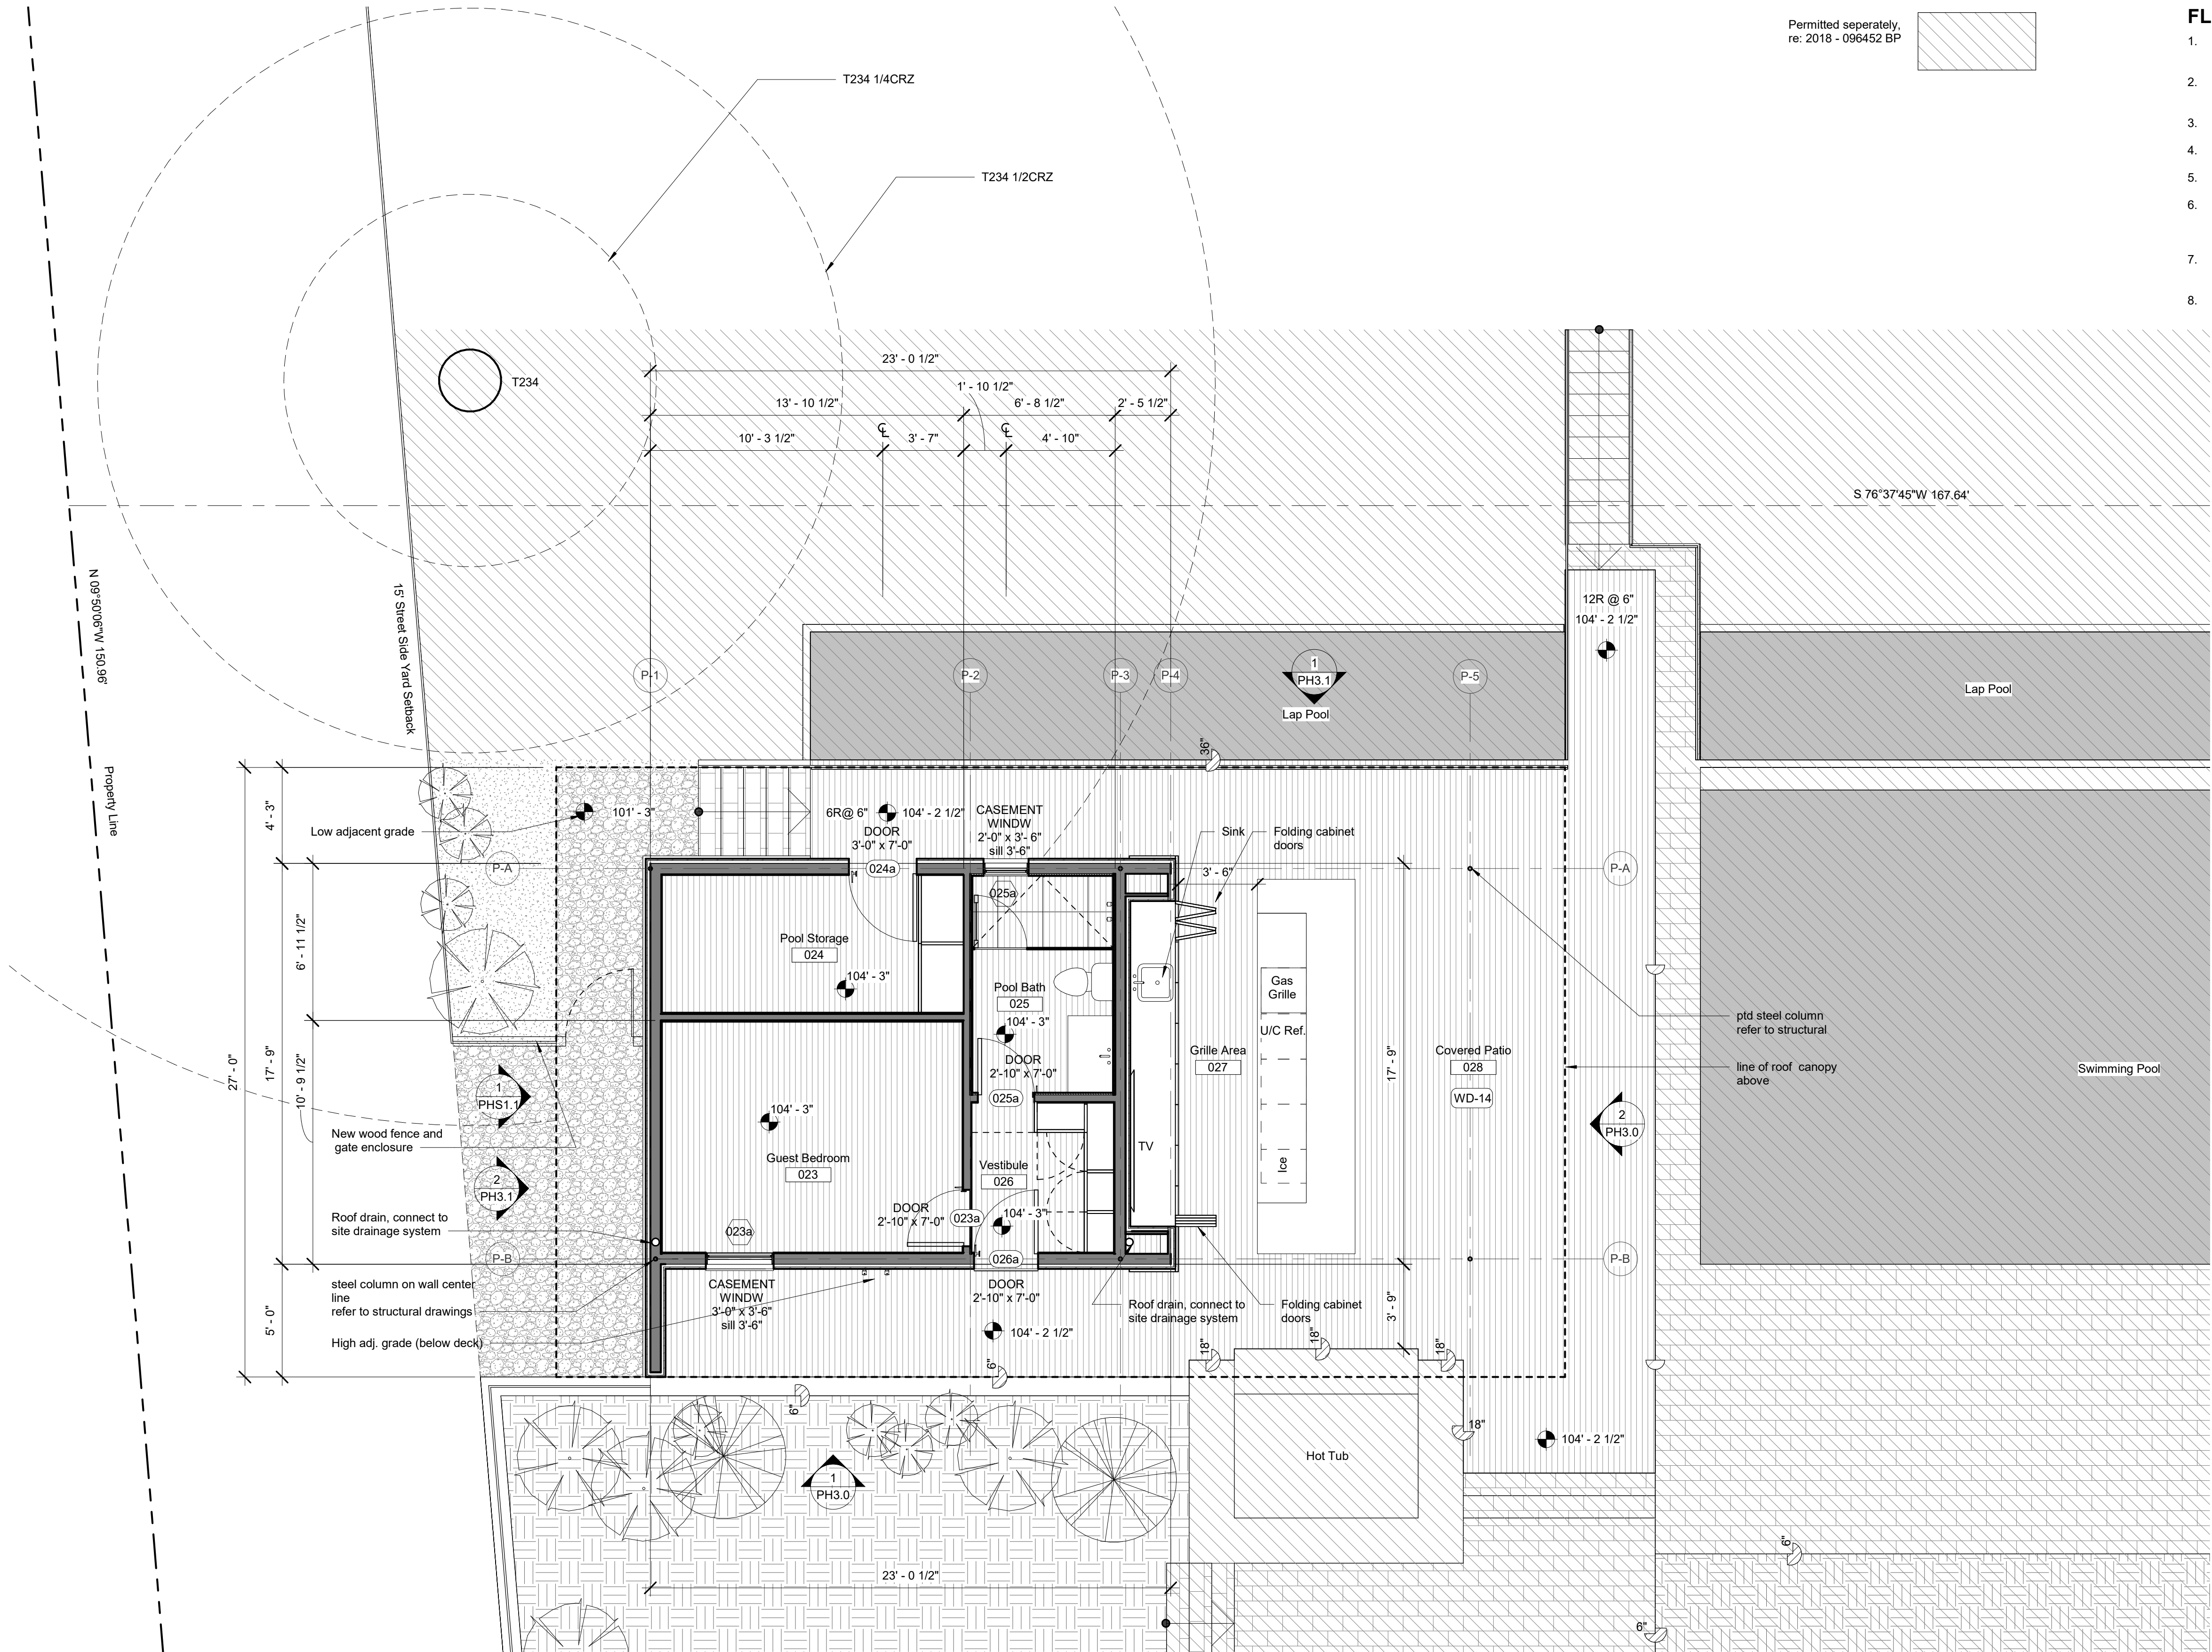 Permitted seperately,
re: 2018 - 096452 BP
FL
1.
2.
3.
4.
5.
6.
7.
8.
T234 1/4CRZ
T234 1/2CRZ
T234
23' - 0 1/2"
1' - 10 1/2"
13' - 10 1/2"
6' - 8 1/2"
2' - 5 1/2"
10' - 3 1/2"
3' - 7"
4' - 10"
S 76°37'45"W 167.64'
N 09°50'06"W 150.96'
15' Street Side Yard Setback
Property Line
12R @ 6"
104' - 2 1/2"
P-1
P-2
P-3
P-4
P-5
1
PH3.1
Lap Pool
Lap Pool
36"
4' - 3"
101' - 3"
6R@ 6"
104' - 2 1/2"
Low adjacent grade
DOOR
3'-0" x 7'-0"
024a
CASEMENT
WINDW
2'-0" x 3'- 6"
sill 3'-6"
Sink
Folding cabinet
doors
3' - 6"
P-A
P-A
025a
6' - 11 1/2"
Pool Storage
024
104' - 3"
Pool Bath
025
104' - 3"
Gas
Grille
U/C Ref.
Ice
ptd steel column
refer to structural
line of roof canopy
above
27' - 0"
17' - 9"
10' - 9 1/2"
DOOR
2'-10" x 7'-0"
025a
Grille Area
027
17' - 9"
Covered Patio
028
WD-14
Swimming Pool
1
PHS1.1
104' - 3"
2
PH3.0
New wood fence and
gate enclosure
TV
Guest Bedroom
023
Vestibule
026
2
PH3.1
DOOR
2'-10" x 7'-0"
023a
104' - 3"
Roof drain, connect to
site drainage system
023a
P-B
026a
P-B
steel column on wall center
line
refer to structural drawings
CASEMENT
WINDW
3'-0" x 3'-6"
sill 3'-6"
DOOR
2'-10" x 7'-0"
Roof drain, connect to
site drainage system
Folding cabinet
doors
3' - 9"
5' - 0"
High adj. grade (below deck)
104' - 2 1/2"
18"
18"
18"
6"
6"
18"
104' - 2 1/2"
Hot Tub
1
PH3.0
6"
23' - 0 1/2"
6"